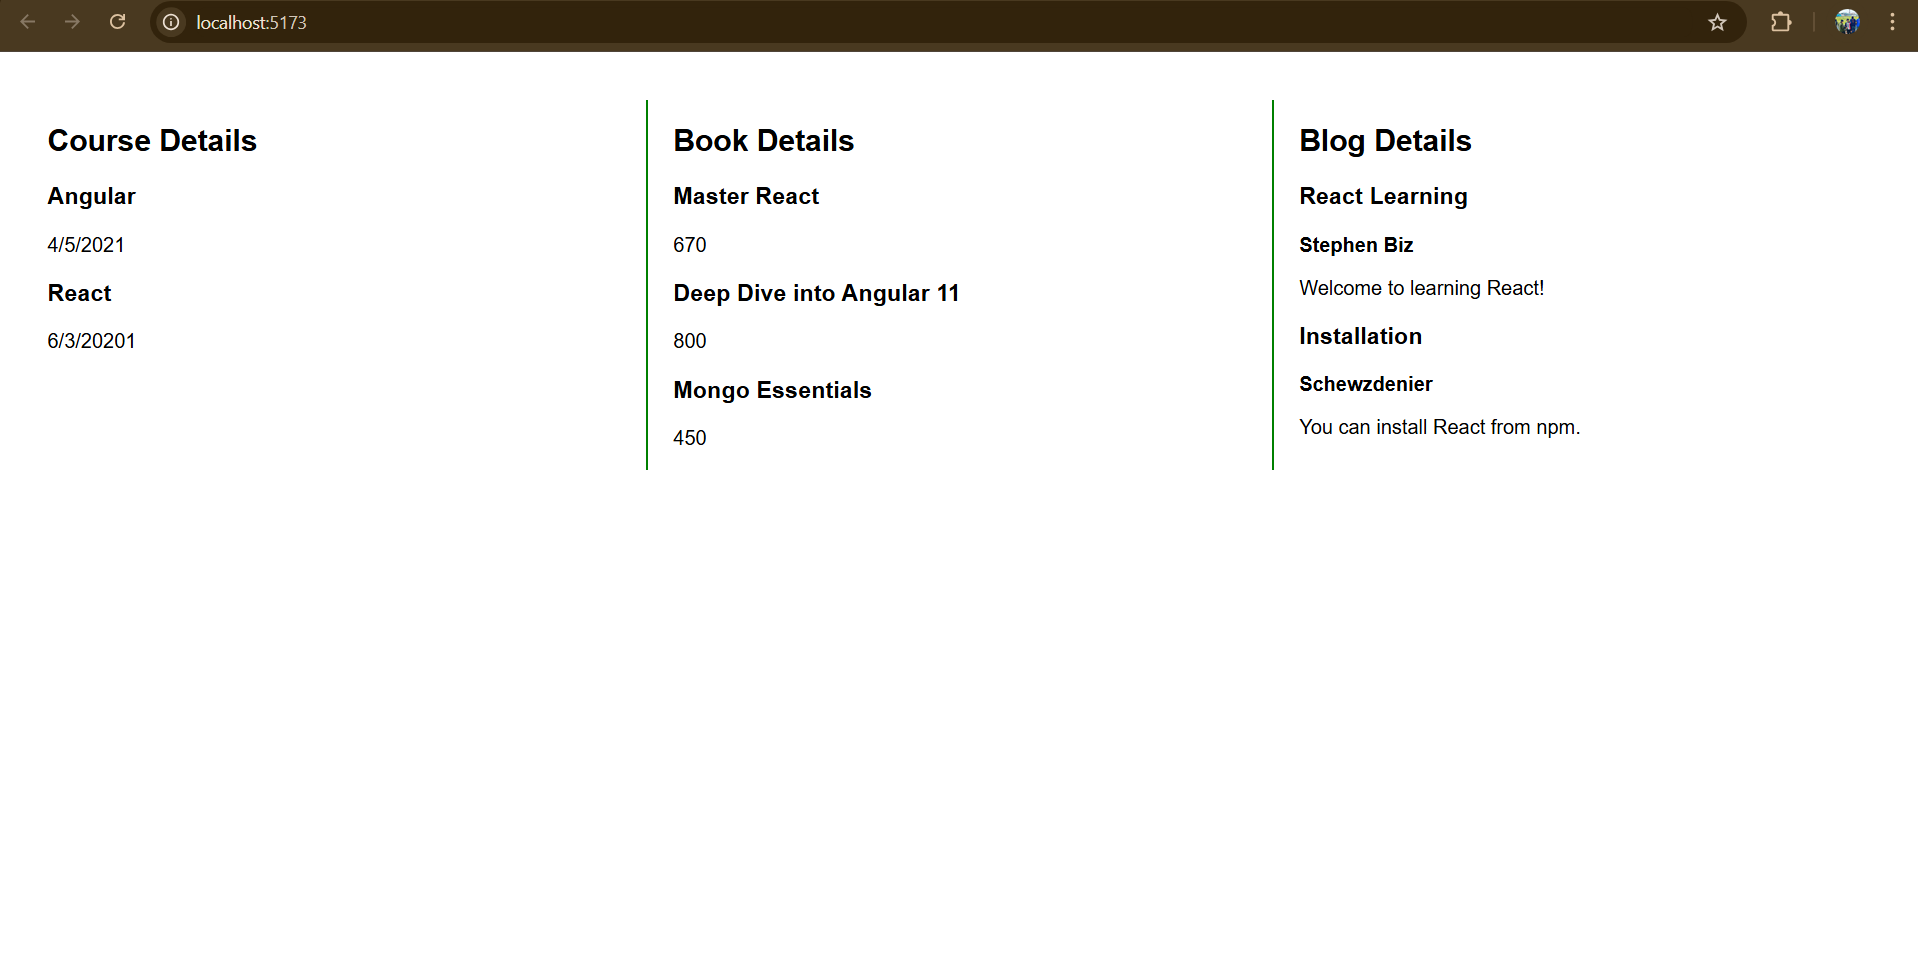 localhost:5173
Course Details
Angular
4/5/2021
React
6/3/20201
Book Details
Master React
670
Deep Dive into Angular 11
800
Mongo Essentials
450
Blog Details
React Learning
Stephen Biz
Welcome to learning React!
Installation
Schewzdenier
You can install React from npm.